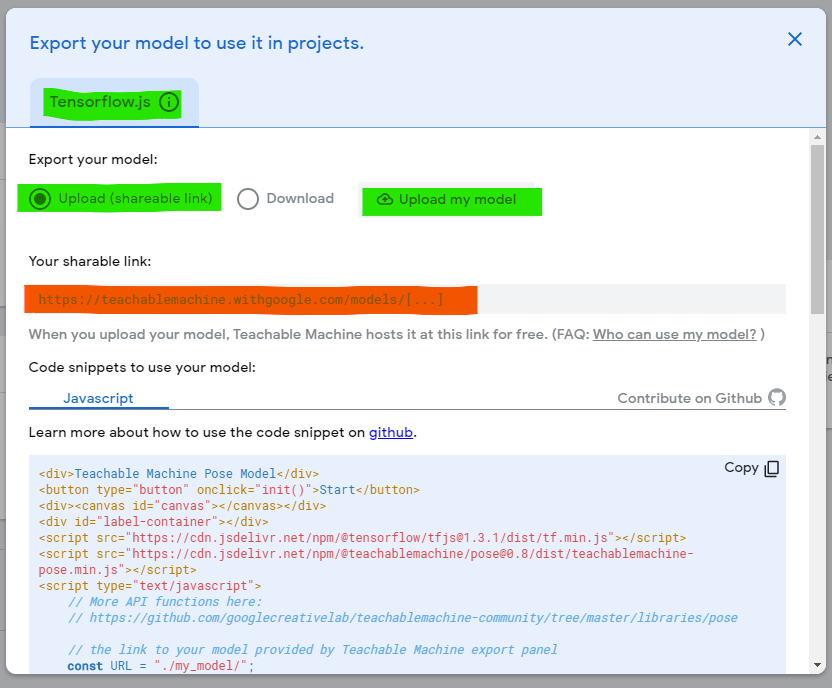 Export your model to use it in projects.
Tensorflow.js
Export your model:
Upload (shareable link) Download Upload my model
Your sharable link:
https://teachablemachine.withgoogle.com/models/[...]
When you upload your model, Teachable Machine hosts it at this link for free. (FAQ: Who can use my model? )
Code snippets to use your model:
Javascript Contribute on Github
Learn more about how to use the code snippet on github.
Copy
<div>Teachable Machine Pose Model</div>
<button type="button" onclick="init()">Start</button>
<div><canvas id="canvas"></canvas></div>
<div id="label-container"></div>
<script src="https://cdn.jsdelivr.net/npm/@tensorflow/tfjs@1.3.1/dist/tf.min.js"></script>
<script src="https://cdn.jsdelivr.net/npm/@teachablemachine/pose@0.8/dist/teachablemachine-
pose.min.js"></script>
<script type="text/javascript">
// More API functions here:
// https://github.com/googlecreativelab/teachablemachine-community/tree/master/libraries/pose
// the link to your model provided by Teachable Machine export panel
const URL = "./my_model/";